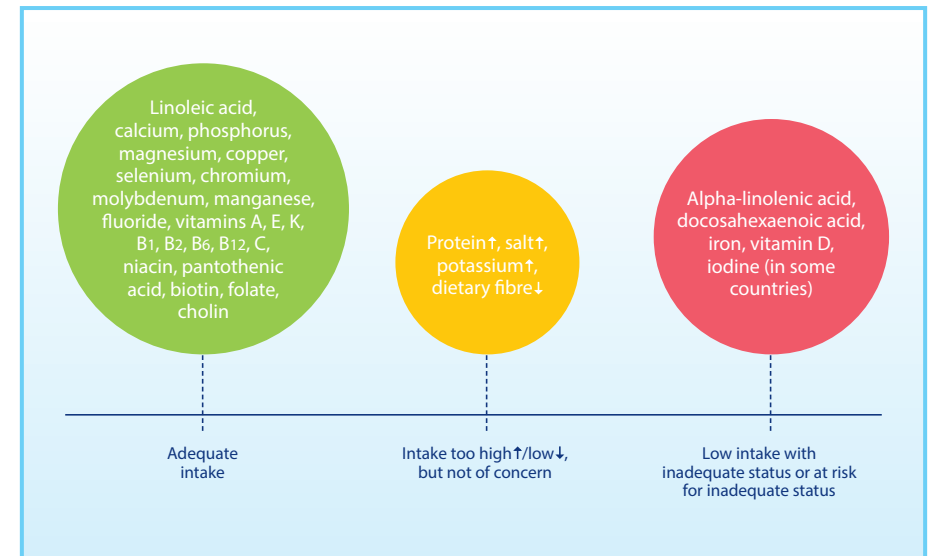 Linoleic acid,
calcium, phosphorus,
magnesium, copper,
selenium, chromium,
molybdenum, manganese,
fluoride, vitamins A, E, K,
B1, B2, B6, B12, C,
niacin, pantothenic
acid, biotin, folate,
cholin
Protein↑, salt↑,
potassium↑,
dietary fibre↓
Alpha-linolenic acid,
docosahexaenoic acid,
iron, vitamin D,
iodine (in some
countries)
Adequate
intake
Intake too high↑/low↓,
but not of concern
Low intake with
inadequate status or at risk
for inadequate status